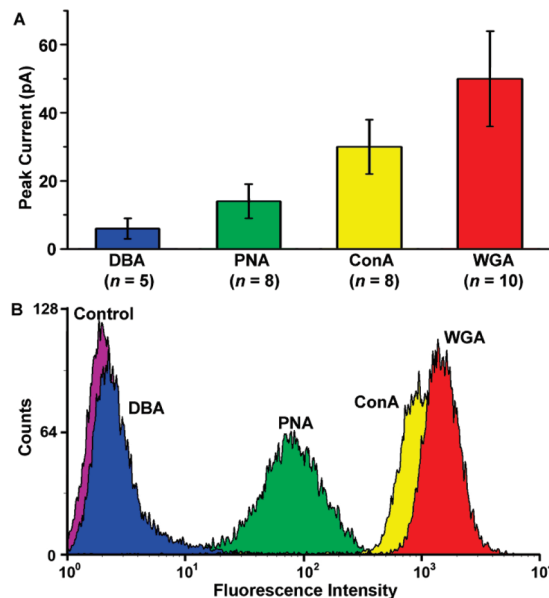 A
Peak Current (pA)
60
40
20
0
DBA PNA ConA WGA
(n = 5) (n = 8) (n = 8) (n = 10)
B
Counts
128
64
0
Control
DBA
PNA
ConA
WGA
10⁰ 10¹ 10² 10³
Fluorescence Intensity